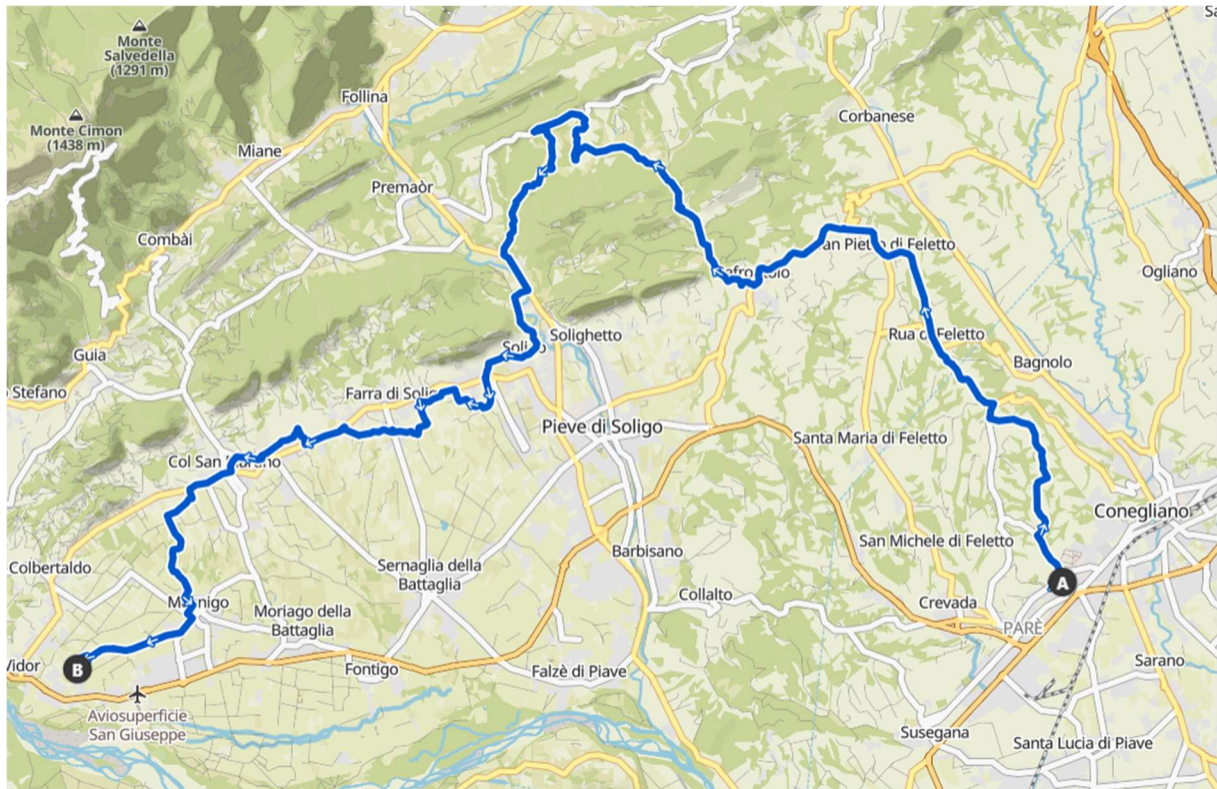 Sa
Monte
Salvedella
(1291 m)
Follina
Corbanese
Monte Cimon
(1438 m)
Miane
Premaòr
Combài
San Pietro di Feletto
Ogliano
Solighetto
Rua di Feletto
Guia
Bagnolo
Stefano
Farra di Soligo
Pieve di Soligo
Santa Maria di Feletto
Col San Martino
Conegliano
San Michele di Feletto
Barbisano
Colbertaldo
Sernaglia della
Battaglia
A
Collalto
Crevada
Moriago della
Battaglia
PARÈ
Vidor
B
Fontigo
Falzè di Piave
Sarano
Aviosuperficie
San Giuseppe
Susegana
Santa Lucia di Piave